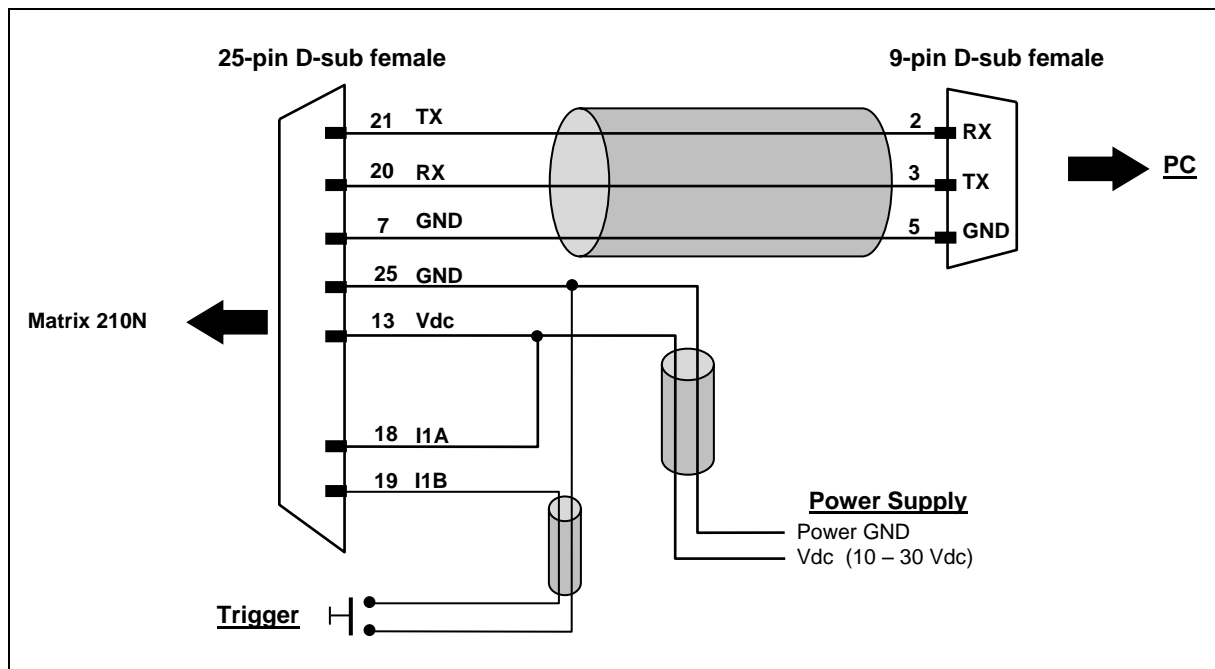 25-pin D-sub female
9-pin D-sub female
21 TX
2 RX
20 RX
3 TX
PC
7 GND
5 GND
25 GND
Matrix 210N
13 Vdc
18 I1A
19 I1B
Power Supply
Power GND
Vdc (10 – 30 Vdc)
Trigger